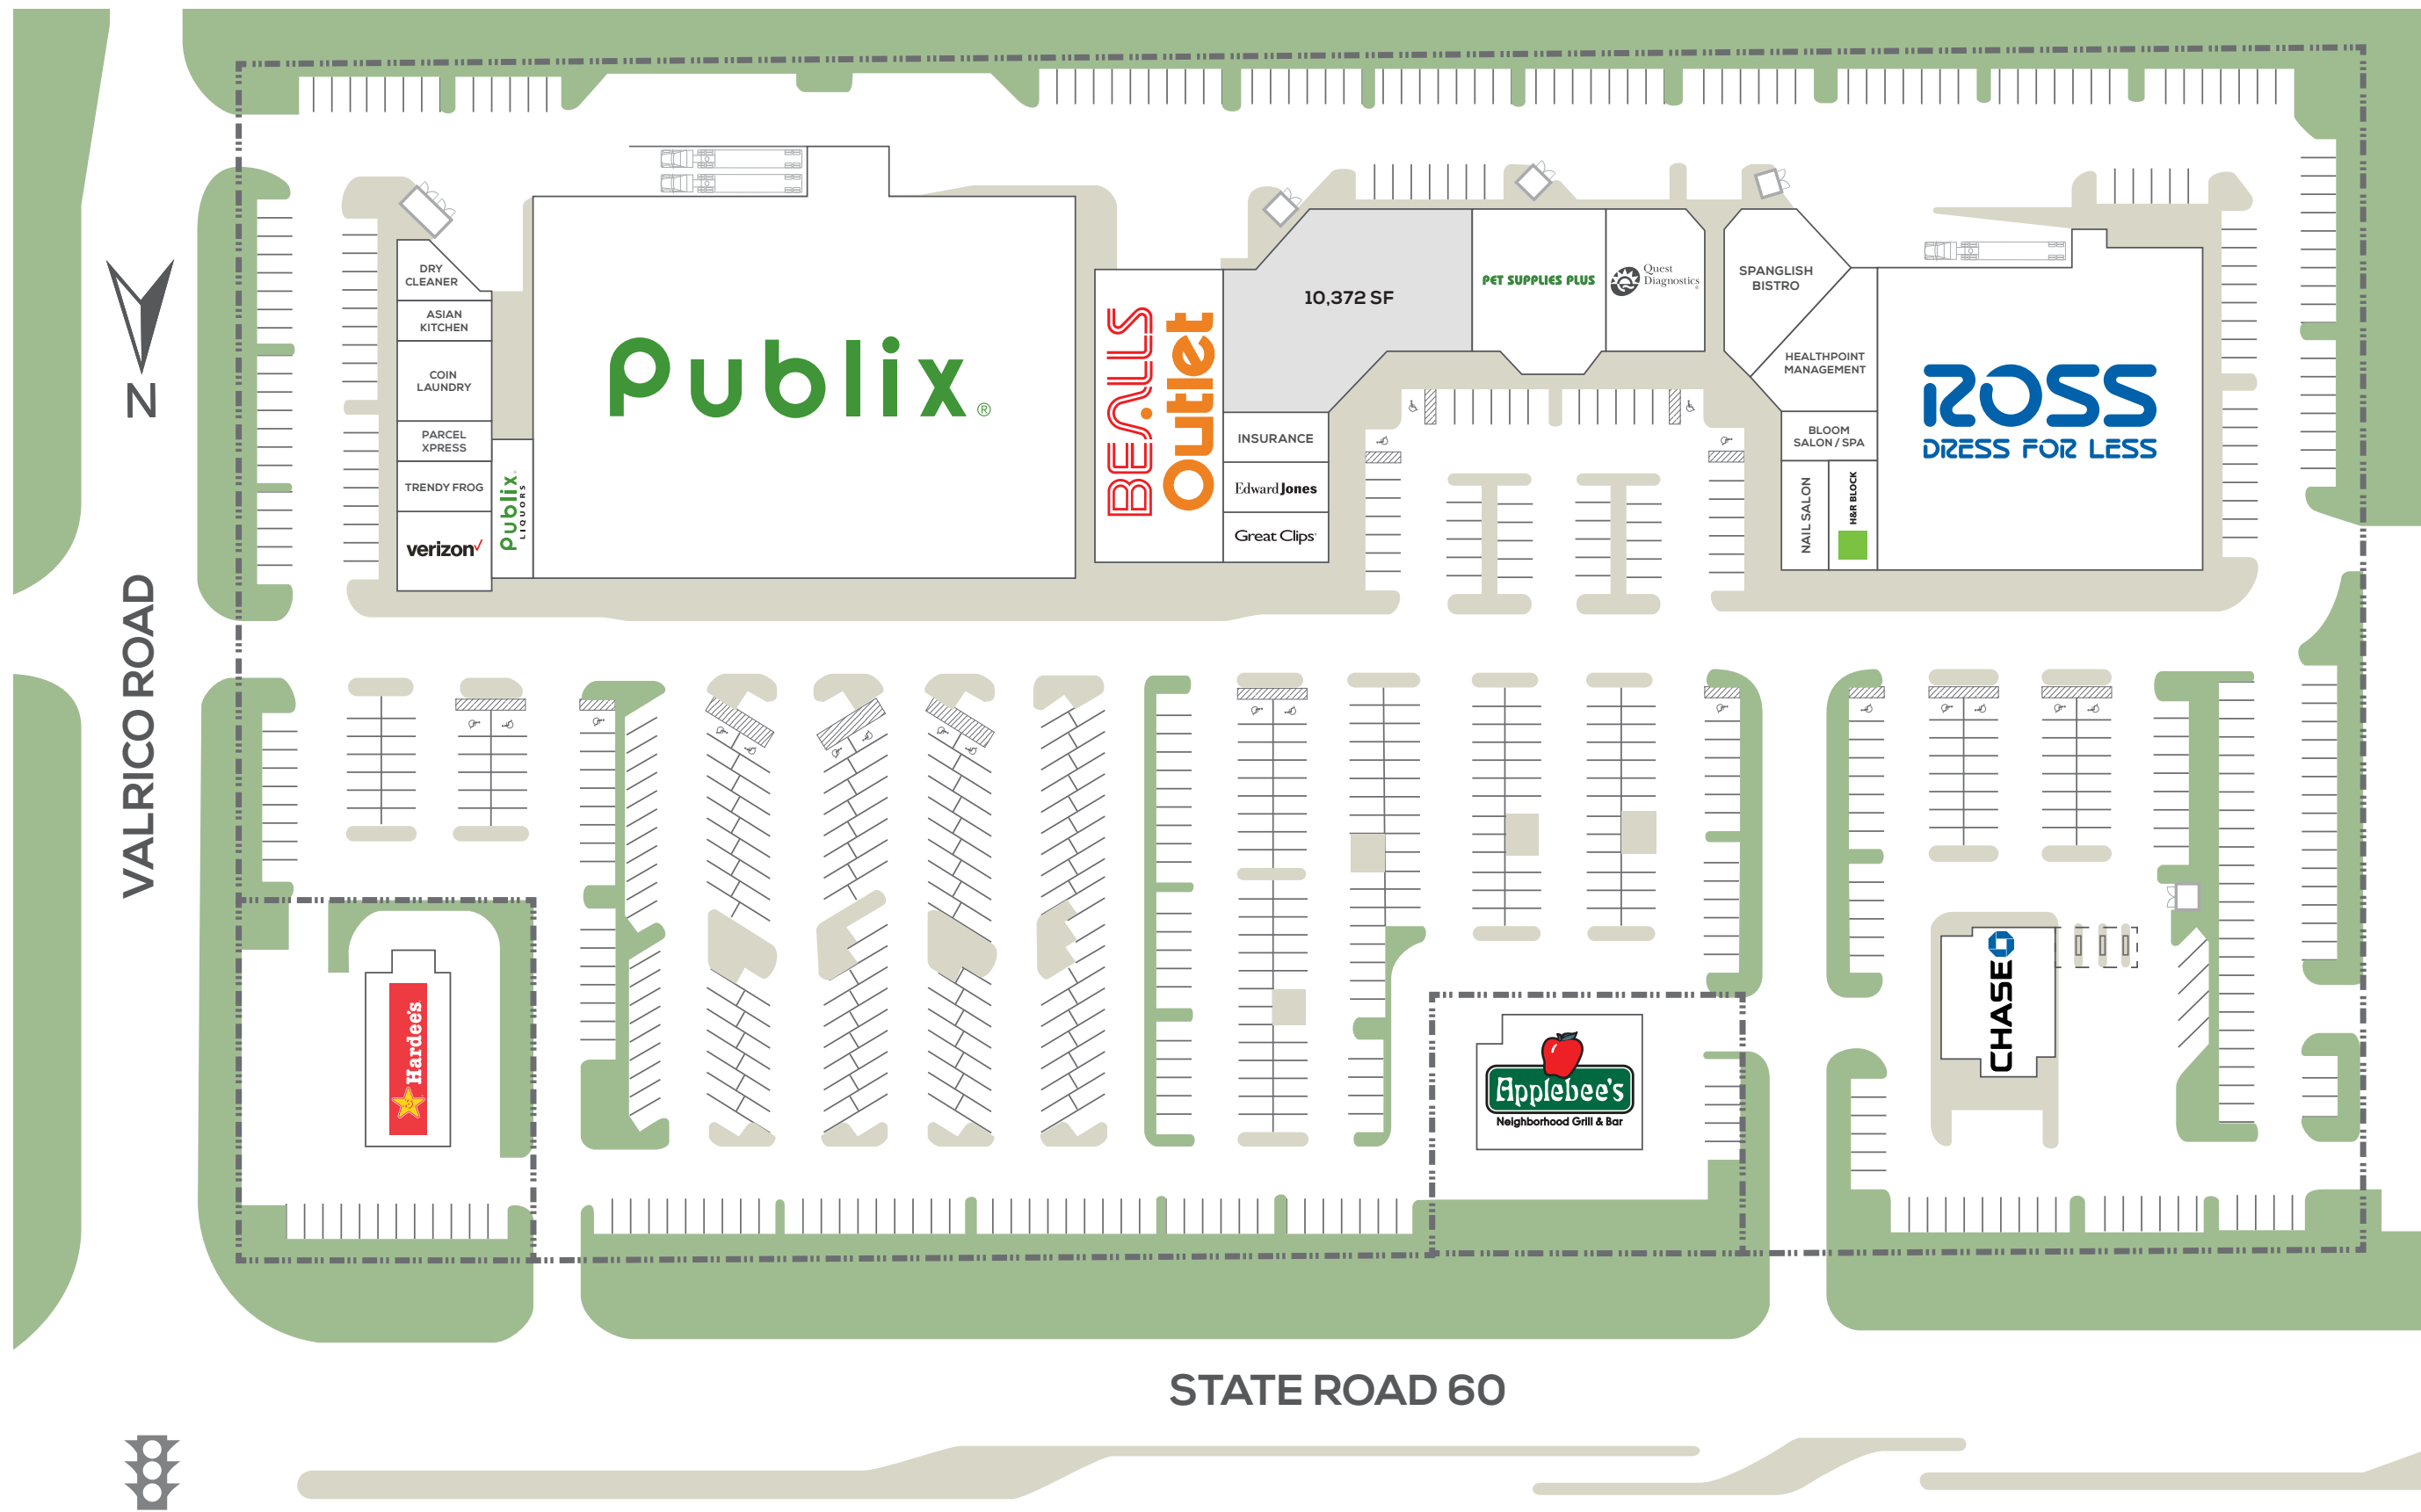 N
VALRICO ROAD
DRY
CLEANER
ASIAN
KITCHEN
COIN
LAUNDRY
PARCEL
XPRESS
TRENDY FROG
verizon
Publix
LIQUORS
Publix®
BEALLS
Outlet
10,372 SF
INSURANCE
Edward Jones
Great Clips
PET SUPPLIES PLUS
Quest
Diagnostics®
SPANGLISH
BISTRO
HEALTHPOINT
MANAGEMENT
BLOOM
SALON / SPA
NAIL SALON
H&R BLOCK
ROSS
DRESS FOR LESS
Hardee's
Applebee's
Neighborhood Grill & Bar
CHASE
STATE ROAD 60